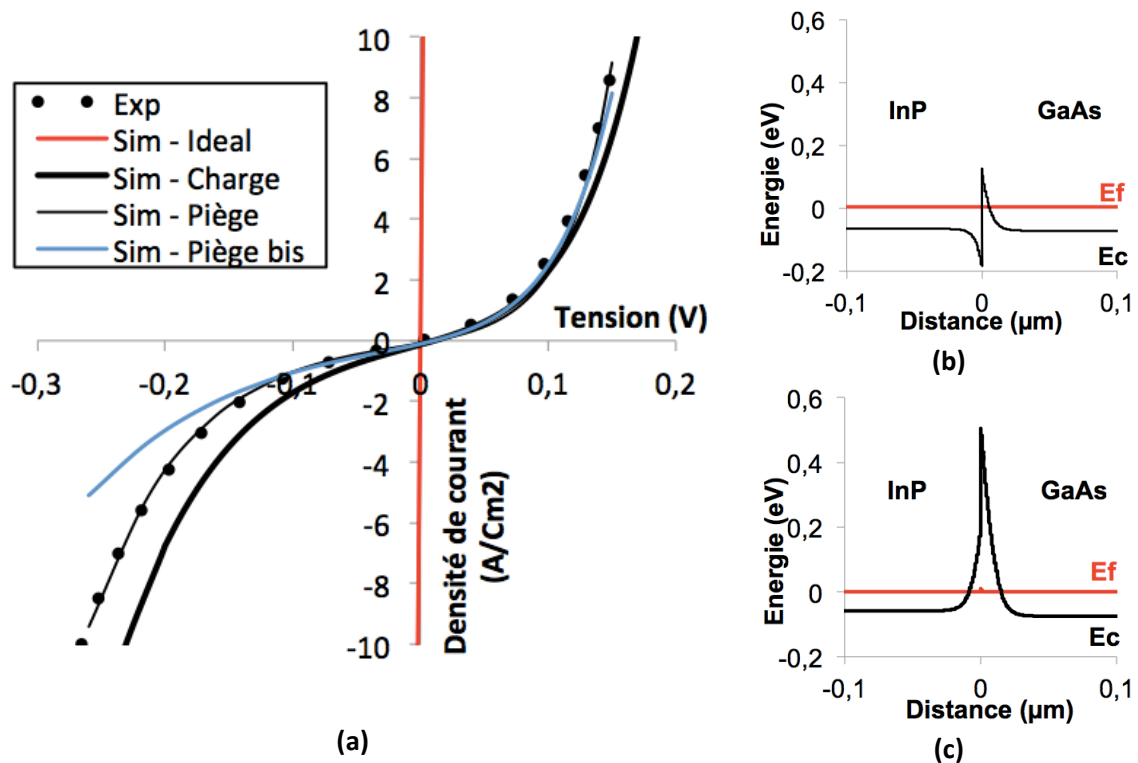 Exp
Sim - Ideal
Sim - Charge
Sim - Piège
Sim - Piège bis
10
8
6
4
2
0
-2
-4
-6
-8
-10
-0,3
-0,2
-0,1
0
0,1
0,2
Tension (V)
Densité de courant
(A/Cm2)
(a)
0,6
0,4
0,2
0
-0,2
Energie (eV)
InP
GaAs
Ef
Ec
-0,1
0
0,1
Distance (µm)
(b)
0,6
0,4
0,2
0
-0,2
Energie (eV)
InP
GaAs
Ef
Ec
-0,1
0
0,1
Distance (µm)
(c)